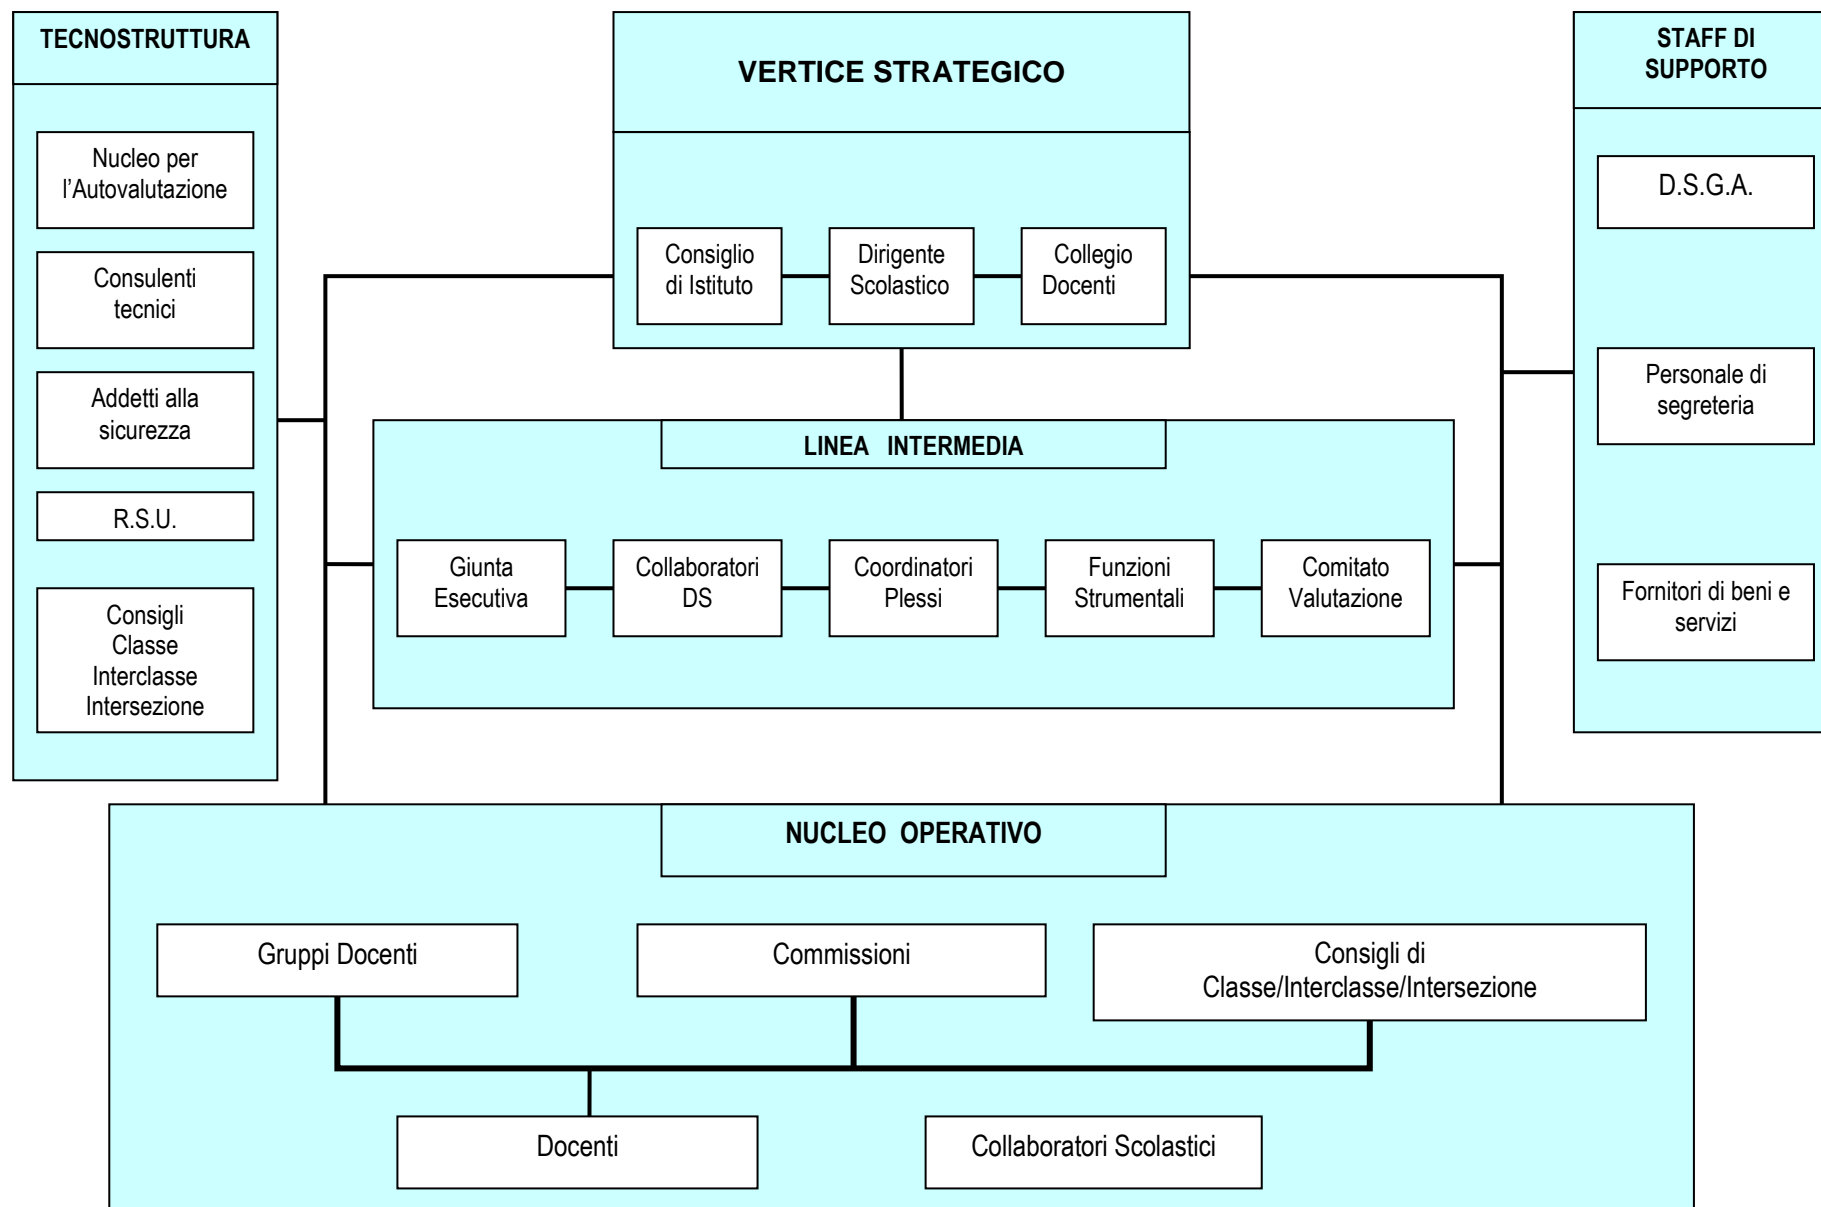 TECNOSTRUTTURA
Nucleo per
l’Autovalutazione
Consulenti
tecnici
Addetti alla
sicurezza
R.S.U.
Consigli
Classe
Interclasse
Intersezione
VERTICE STRATEGICO
Consiglio
di Istituto
Dirigente
Scolastico
Collegio
Docenti
STAFF DI
SUPPORTO
D.S.G.A.
Personale di
segreteria
Fornitori di beni e
servizi
LINEA INTERMEDIA
Giunta
Esecutiva
Collaboratori
DS
Coordinatori
Plessi
Funzioni
Strumentali
Comitato
Valutazione
NUCLEO OPERATIVO
Gruppi Docenti
Commissioni
Consigli di
Classe/Interclasse/Intersezione
Docenti
Collaboratori Scolastici